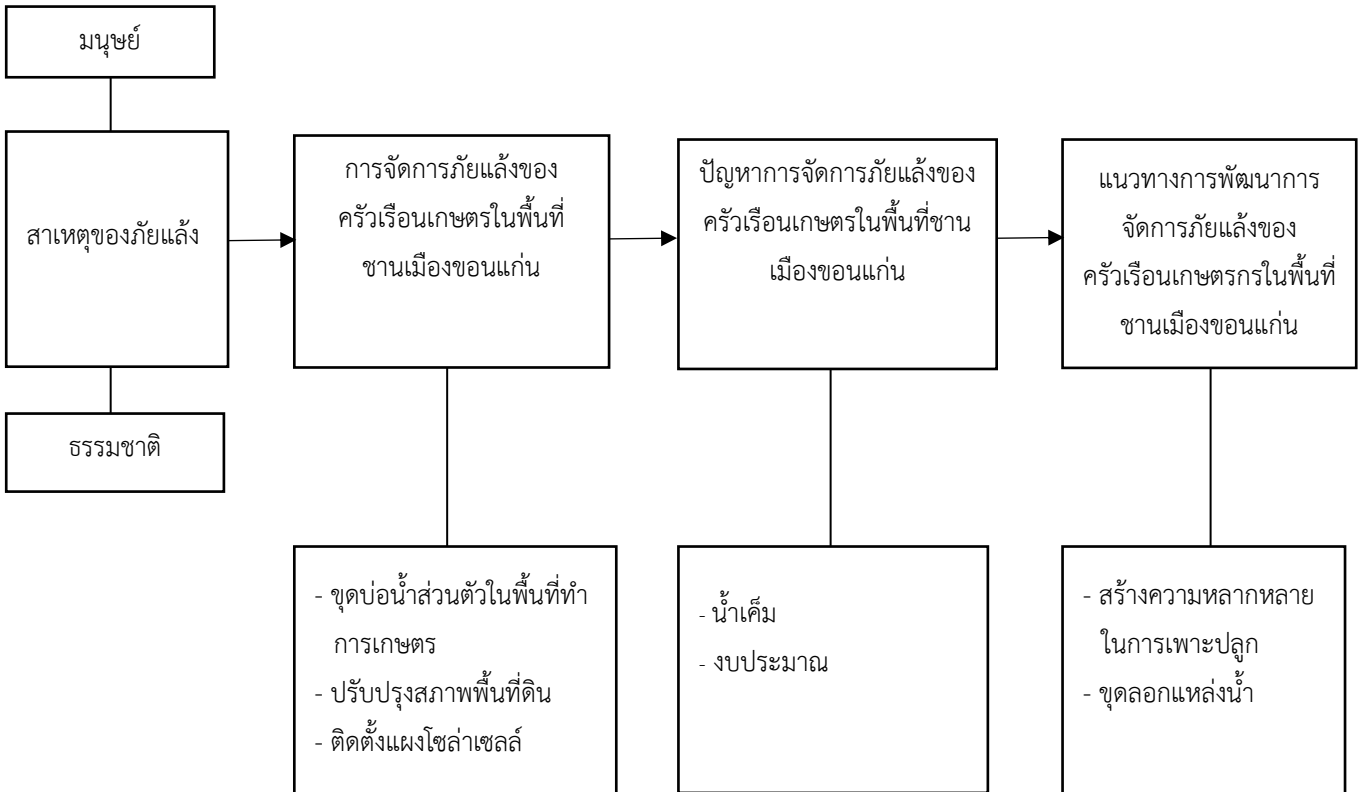 มนุษย์
สาเหตุของภัยแล้ง
ธรรมชาติ
การจัดการภัยแล้งของ
ครัวเรือนเกษตรในพื้นที่
ชานเมืองขอนแก่น
ปัญหาการจัดการภัยแล้งของ
ครัวเรือนเกษตรในพื้นที่ชาน
เมืองขอนแก่น
แนวทางการพัฒนาการ
จัดการภัยแล้งของ
ครัวเรือนเกษตรกรในพื้นที่
ชานเมืองขอนแก่น
- ขุดบ่อน้ำส่วนตัวในพื้นที่ทำ
การเกษตร
- ปรับปรุงสภาพพื้นที่ดิน
- ติดตั้งแผงโซล่าเซลล์
- น้ำเค็ม
- งบประมาณ
- สร้างความหลากหลาย
ในการเพาะปลูก
- ขุดลอกแหล่งน้ำ